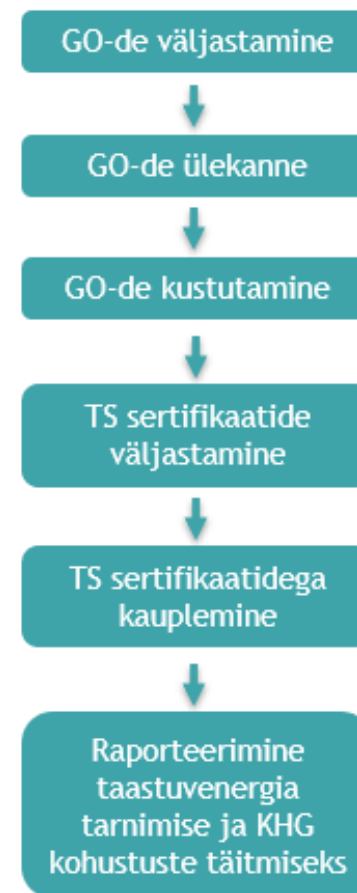 GO-de väljastamine
GO-de ülekanne
GO-de kustutamine
TS sertifikaatide
väljastamine
TS sertifikaatidega
kauplemine
Raporteerimine
taastuvenergia
tarnimise ja KHG
kohustuste täitmiseks